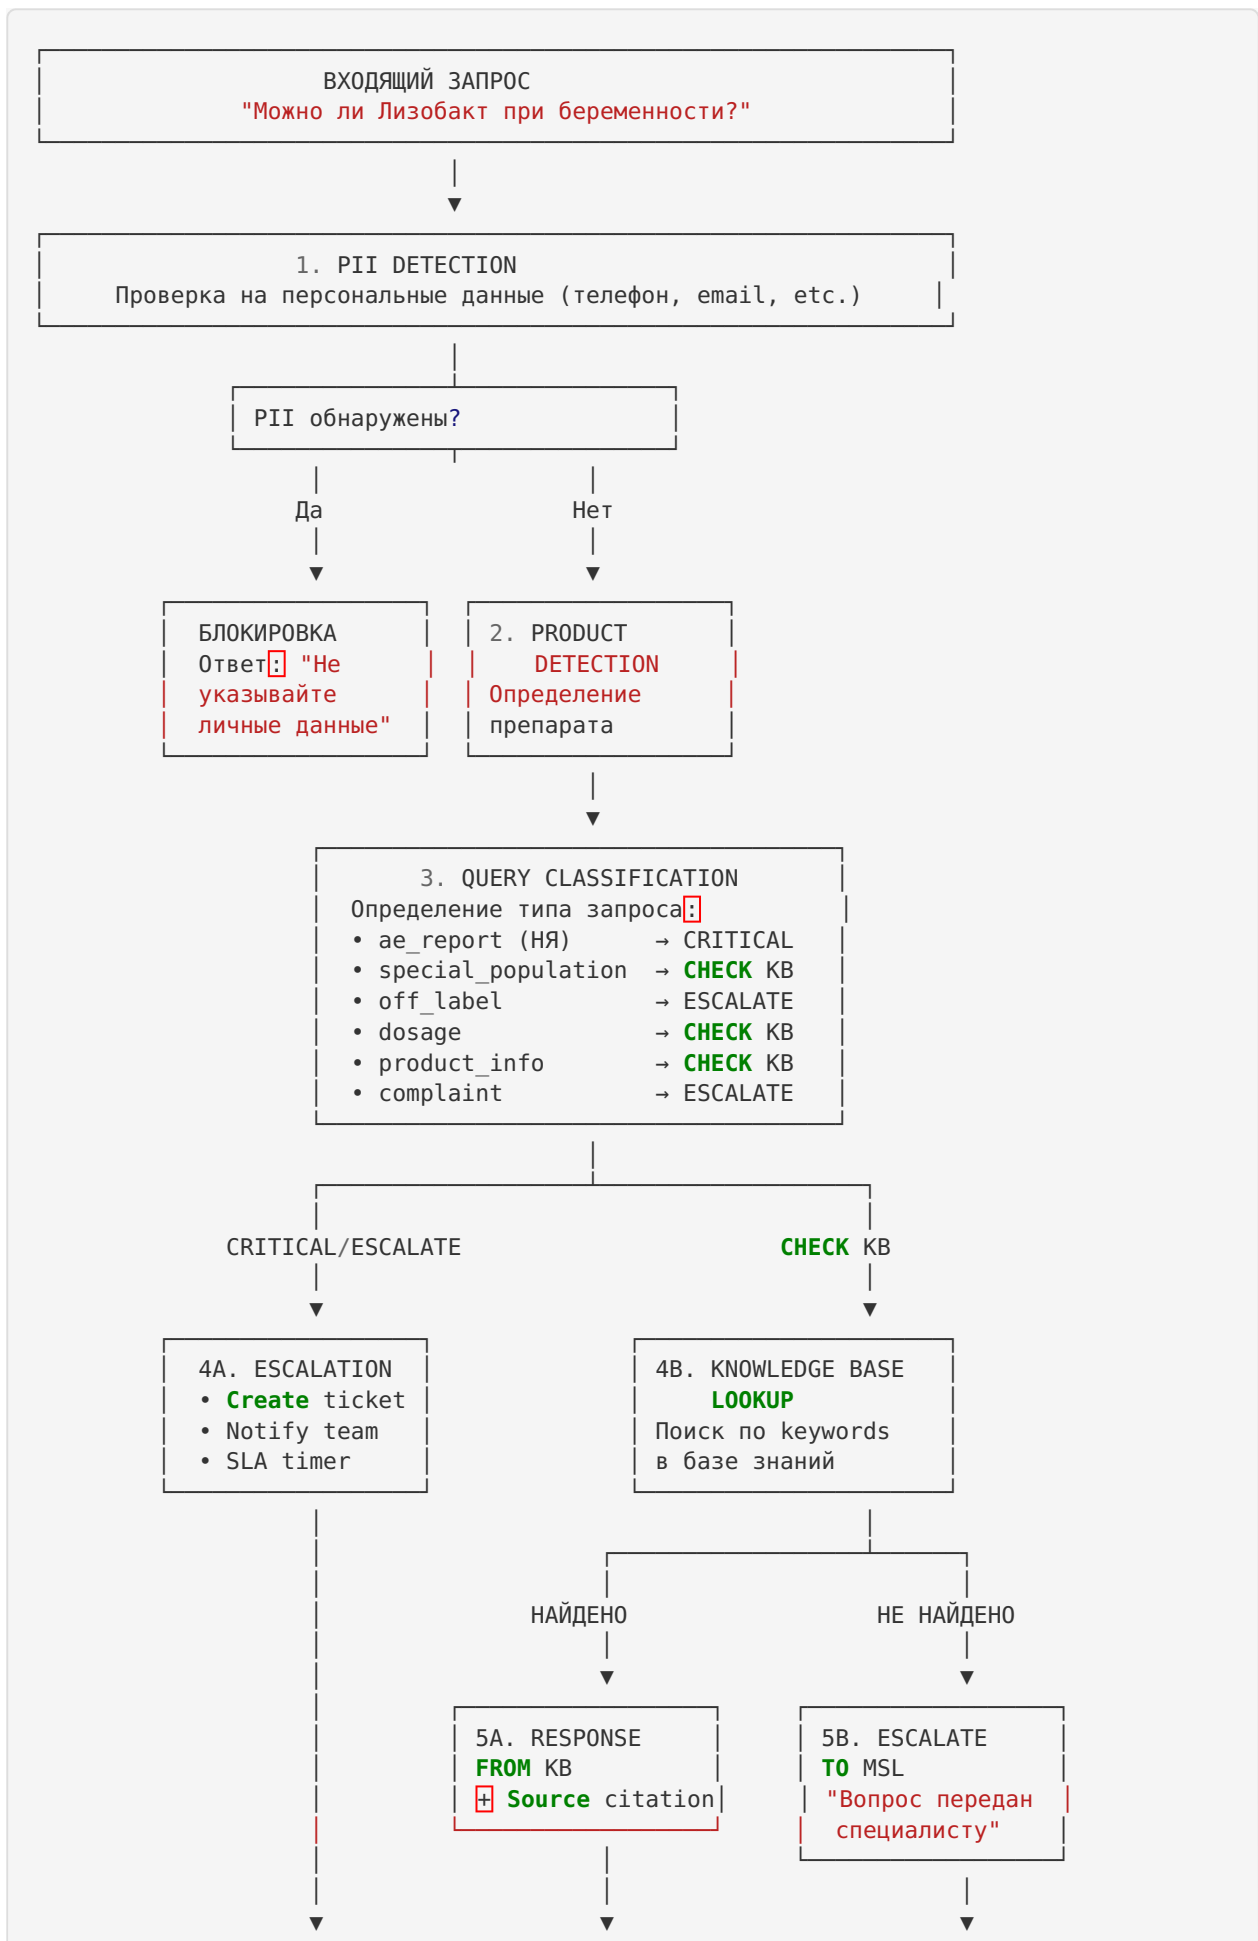 ВХОДЯЩИЙ ЗАПРОС
"Можно ли Лизобакт при беременности?"
1. PII DETECTION
Проверка на персональные данные (телефон, email, etc.)
PII обнаружены?
Да
Нет
БЛОКИРОВКА
Ответ: "Не
указывайте
личные данные"
2. PRODUCT
DETECTION
Определение
препарата
3. QUERY CLASSIFICATION
Определение типа запроса:
• ae_report (НЯ) → CRITICAL
• special_population → CHECK KB
• off_label → ESCALATE
• dosage → CHECK KB
• product_info → CHECK KB
• complaint → ESCALATE
CRITICAL/ESCALATE
CHECK KB
4A. ESCALATION
• Create ticket
• Notify team
• SLA timer
4B. KNOWLEDGE BASE
LOOKUP
Поиск по keywords
в базе знаний
НАЙДЕНО
НЕ НАЙДЕНО
5A. RESPONSE
FROM KB
+ Source citation
5B. ESCALATE
TO MSL
"Вопрос передан
специалисту"